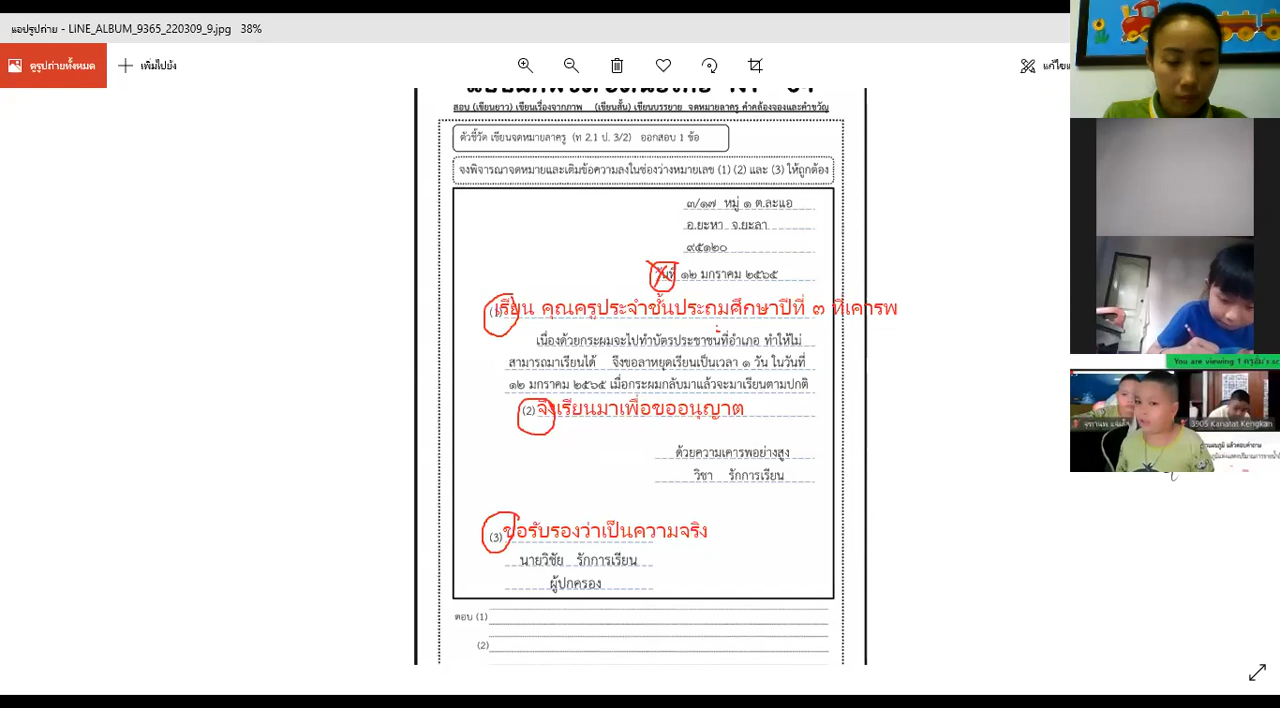 แอปรูปถ่าย - LINE_ALBUM_9365_220309_9.jpg 38%
ดูรูปถ่ายทั้งหมด
เพิ่มไปยัง
สอบ (เขียนยาว) เขียนเรื่องจากภาพ (เขียนสั้น) เขียนบรรยาย จดหมายลาครู คำคล้องจองและคำขวัญ
ตัวชี้วัด เขียนจดหมายลาครู (ท 2.1 ป. 3/2) ออกสอบ 1 ข้อ
จงพิจารณาจดหมายและเติมข้อความลงในช่องว่างหมายเลข (1) (2) และ (3) ให้ถูกต้อง
๓/๑๗ หมู่ ๑ ต.ละแอ
อ.ยะหา จ.ยะลา
๙๕๑๒๐
วันที่ ๑๒ มกราคม ๒๕๖๕
(1) เรียน คุณครูประจำชั้นประถมศึกษาปีที่ ๓ ที่เคารพ
เนื่องด้วยกระผมจะไปทำบัตรประชาชนที่อำเภอ ทำให้ไม่
สามารถมาเรียนได้ จึงขอลาหยุดเรียนเป็นเวลา ๑ วัน ในวันที่
๑๒ มกราคม ๒๕๖๕ เมื่อกระผมกลับมาแล้วจะมาเรียนตามปกติ
(2) จึงเรียนมาเพื่อขออนุญาต
ด้วยความเคารพอย่างสูง
วิชา รักการเรียน
(3) ขอรับรองว่าเป็นความจริง
นายวิชัย รักการเรียน
ผู้ปกครอง
ตอบ (1)
(2)
3905 Kanatat Kengkan